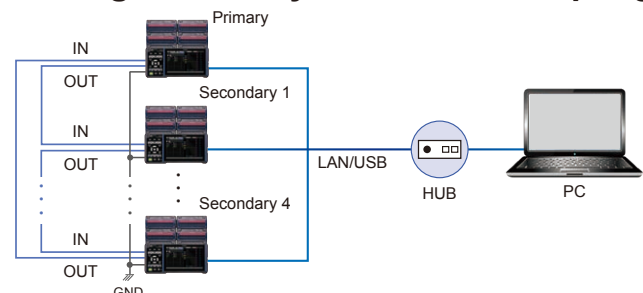 Primary
IN
OUT
Secondary 1
IN
OUT
LAN/USB
HUB
PC
Secondary 4
IN
OUT
GND